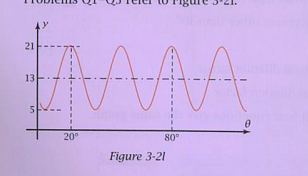 Problems Q1–Q5 refer to Figure 3-2l.
y
21
13
5
20°
80°
θ
Figure 3-2l